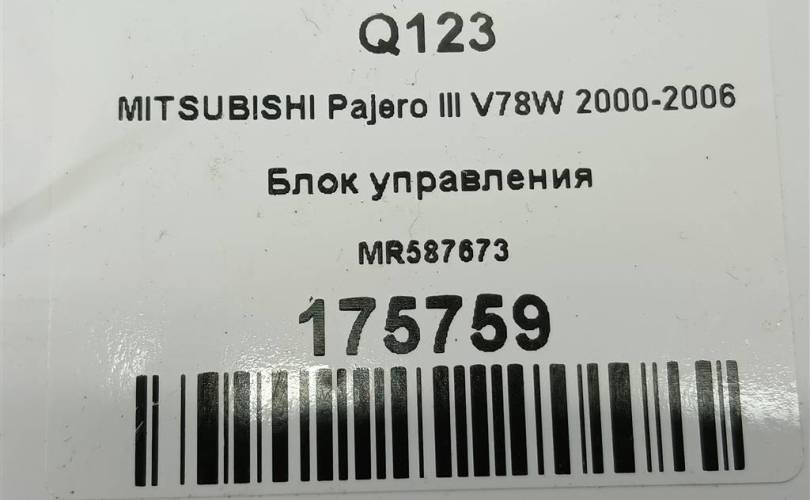 Q123
MITSUBISHI Pajero III V78W 2000-2006
Блок управления
MR587673
175759